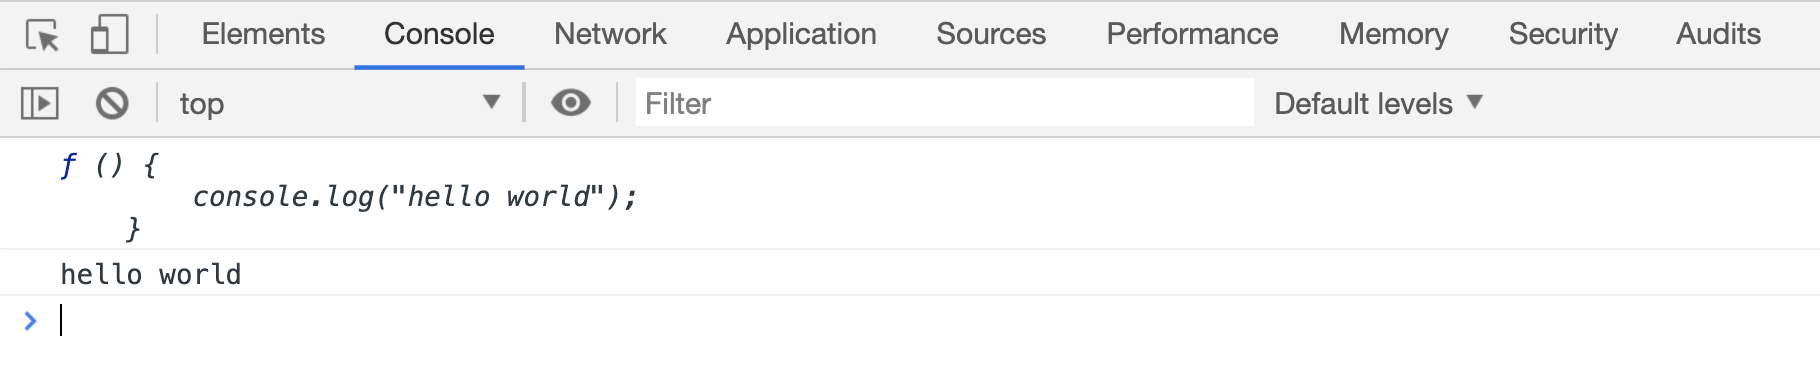 Elements Console Network Application Sources Performance Memory Security Audits
top Filter Default levels
ƒ () {
console.log("hello world");
}
hello world